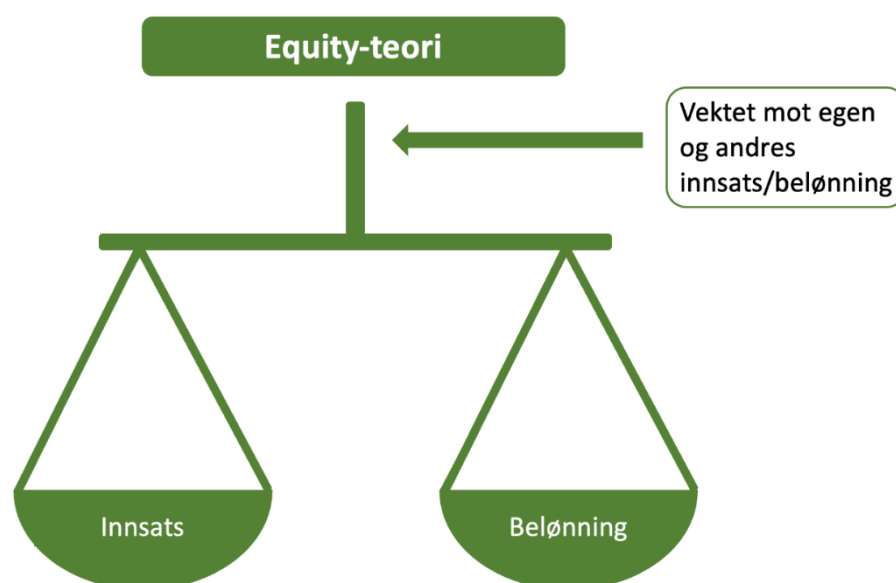 Equity-teori
Vektet mot egen
og andres
innsats/belønning
Innsats
Belønning